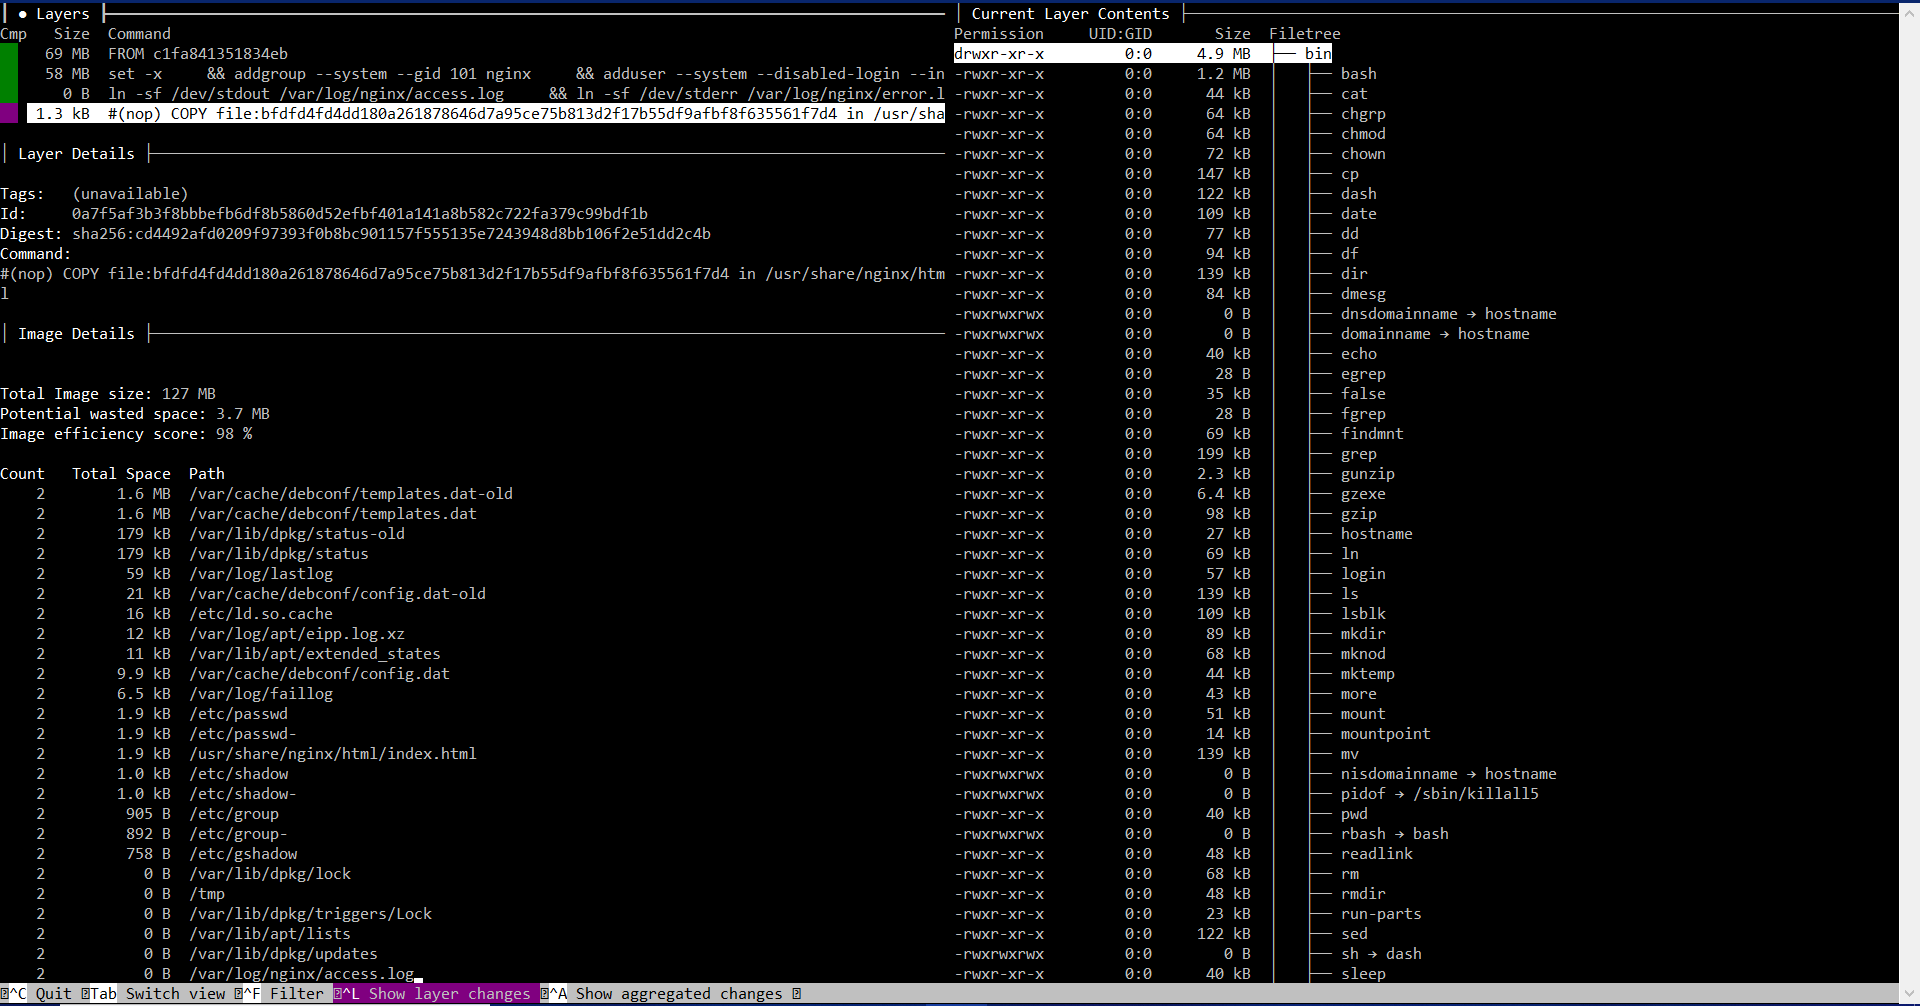 ● Layers
Cmp Size Command
69 MB FROM c1fa841351834eb
58 MB set -x && addgroup --system --gid 101 nginx && adduser --system --disabled-login --in
0 B ln -sf /dev/stdout /var/log/nginx/access.log && ln -sf /dev/stderr /var/log/nginx/error.l
1.3 kB #(nop) COPY file:bfdfd4fd4dd180a261878646d7a95ce75b813d2f17b55df9afbf8f635561f7d4 in /usr/sha
Layer Details
Tags: (unavailable)
Id: 0a7f5af3b3f8bbbefb6df8b5860d52efbf401a141a8b582c722fa379c99bdf1b
Digest: sha256:cd4492afd0209f97393f0b8bc901157f555135e7243948d8bb106f2e51dd2c4b
Command:
#(nop) COPY file:bfdfd4fd4dd180a261878646d7a95ce75b813d2f17b55df9afbf8f635561f7d4 in /usr/share/nginx/htm
l
Image Details
Total Image size: 127 MB
Potential wasted space: 3.7 MB
Image efficiency score: 98 %
Count Total Space Path
2 1.6 MB /var/cache/debconf/templates.dat-old
2 1.6 MB /var/cache/debconf/templates.dat
2 179 kB /var/lib/dpkg/status-old
2 179 kB /var/lib/dpkg/status
2 59 kB /var/log/lastlog
2 21 kB /var/cache/debconf/config.dat-old
2 16 kB /etc/ld.so.cache
2 12 kB /var/log/apt/eipp.log.xz
2 11 kB /var/lib/apt/extended_states
2 9.9 kB /var/cache/debconf/config.dat
2 6.5 kB /var/log/faillog
2 1.9 kB /etc/passwd
2 1.9 kB /etc/passwd-
2 1.9 kB /usr/share/nginx/html/index.html
2 1.0 kB /etc/shadow
2 1.0 kB /etc/shadow-
2 905 B /etc/group
2 892 B /etc/group-
2 758 B /etc/gshadow
2 0 B /var/lib/dpkg/lock
2 0 B /tmp
2 0 B /var/lib/dpkg/triggers/Lock
2 0 B /var/lib/apt/lists
2 0 B /var/lib/dpkg/updates
2 0 B /var/log/nginx/access.log
Current Layer Contents
Permission UID:GID Size Filetree
drwxr-xr-x 0:0 4.9 MB ├── bin
-rwxr-xr-x 0:0 1.2 MB │ ├── bash
-rwxr-xr-x 0:0 44 kB │ ├── cat
-rwxr-xr-x 0:0 64 kB │ ├── chgrp
-rwxr-xr-x 0:0 64 kB │ ├── chmod
-rwxr-xr-x 0:0 72 kB │ ├── chown
-rwxr-xr-x 0:0 147 kB │ ├── cp
-rwxr-xr-x 0:0 122 kB │ ├── dash
-rwxr-xr-x 0:0 109 kB │ ├── date
-rwxr-xr-x 0:0 77 kB │ ├── dd
-rwxr-xr-x 0:0 94 kB │ ├── df
-rwxr-xr-x 0:0 139 kB │ ├── dir
-rwxr-xr-x 0:0 84 kB │ ├── dmesg
-rwxrwxrwx 0:0 0 B │ ├── dnsdomainname → hostname
-rwxrwxrwx 0:0 0 B │ ├── domainname → hostname
-rwxr-xr-x 0:0 40 kB │ ├── echo
-rwxr-xr-x 0:0 28 B │ ├── egrep
-rwxr-xr-x 0:0 35 kB │ ├── false
-rwxr-xr-x 0:0 28 B │ ├── fgrep
-rwxr-xr-x 0:0 69 kB │ ├── findmnt
-rwxr-xr-x 0:0 199 kB │ ├── grep
-rwxr-xr-x 0:0 2.3 kB │ ├── gunzip
-rwxr-xr-x 0:0 6.4 kB │ ├── gzexe
-rwxr-xr-x 0:0 98 kB │ ├── gzip
-rwxr-xr-x 0:0 27 kB │ ├── hostname
-rwxr-xr-x 0:0 69 kB │ ├── ln
-rwxr-xr-x 0:0 57 kB │ ├── login
-rwxr-xr-x 0:0 139 kB │ ├── ls
-rwxr-xr-x 0:0 109 kB │ ├── lsblk
-rwxr-xr-x 0:0 89 kB │ ├── mkdir
-rwxr-xr-x 0:0 68 kB │ ├── mknod
-rwxr-xr-x 0:0 44 kB │ ├── mktemp
-rwxr-xr-x 0:0 43 kB │ ├── more
-rwxr-xr-x 0:0 51 kB │ ├── mount
-rwxr-xr-x 0:0 14 kB │ ├── mountpoint
-rwxr-xr-x 0:0 139 kB │ ├── mv
-rwxrwxrwx 0:0 0 B │ ├── nisdomainname → hostname
-rwxrwxrwx 0:0 0 B │ ├── pidof → /sbin/killall5
-rwxr-xr-x 0:0 40 kB │ ├── pwd
-rwxrwxrwx 0:0 0 B │ ├── rbash → bash
-rwxr-xr-x 0:0 48 kB │ ├── readlink
-rwxr-xr-x 0:0 68 kB │ ├── rm
-rwxr-xr-x 0:0 48 kB │ ├── rmdir
-rwxr-xr-x 0:0 23 kB │ ├── run-parts
-rwxr-xr-x 0:0 122 kB │ ├── sed
-rwxrwxrwx 0:0 0 B │ ├── sh → dash
-rwxr-xr-x 0:0 40 kB │ ├── sleep
^C Quit Tab Switch view ^F Filter ^L Show layer changes ^A Show aggregated changes